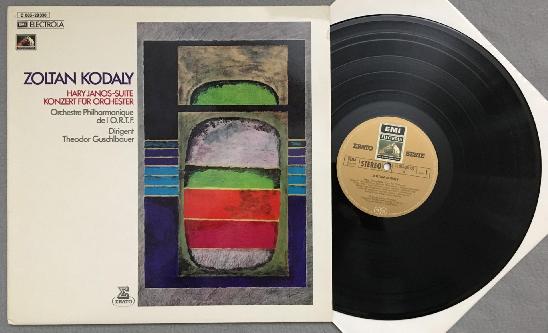 EMI ELECTROLA
ZOLTAN KODALY
HARY JANOS-SUITE
KONZERT FÜR ORCHESTER
Orchestre Philharmonique
de l'O.R.T.F.
Dirigent
Theodor Guschlbauer
ERATO
EMI
ERATO SERIE
STEREO